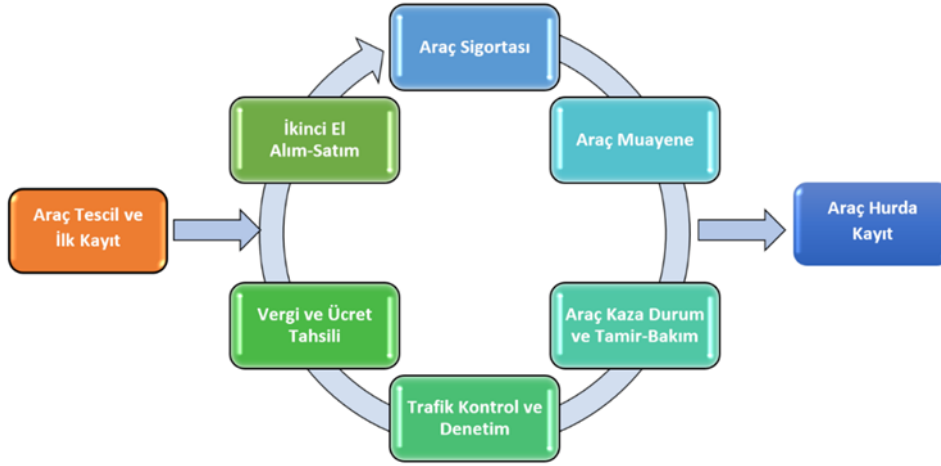 Araç Sigortası
İkinci El
Alım-Satım
Araç Muayene
Araç Tescil ve
İlk Kayıt
Araç Hurda
Kayıt
Vergi ve Ücret
Tahsili
Araç Kaza Durum
ve Tamir-Bakım
Trafik Kontrol ve
Denetim